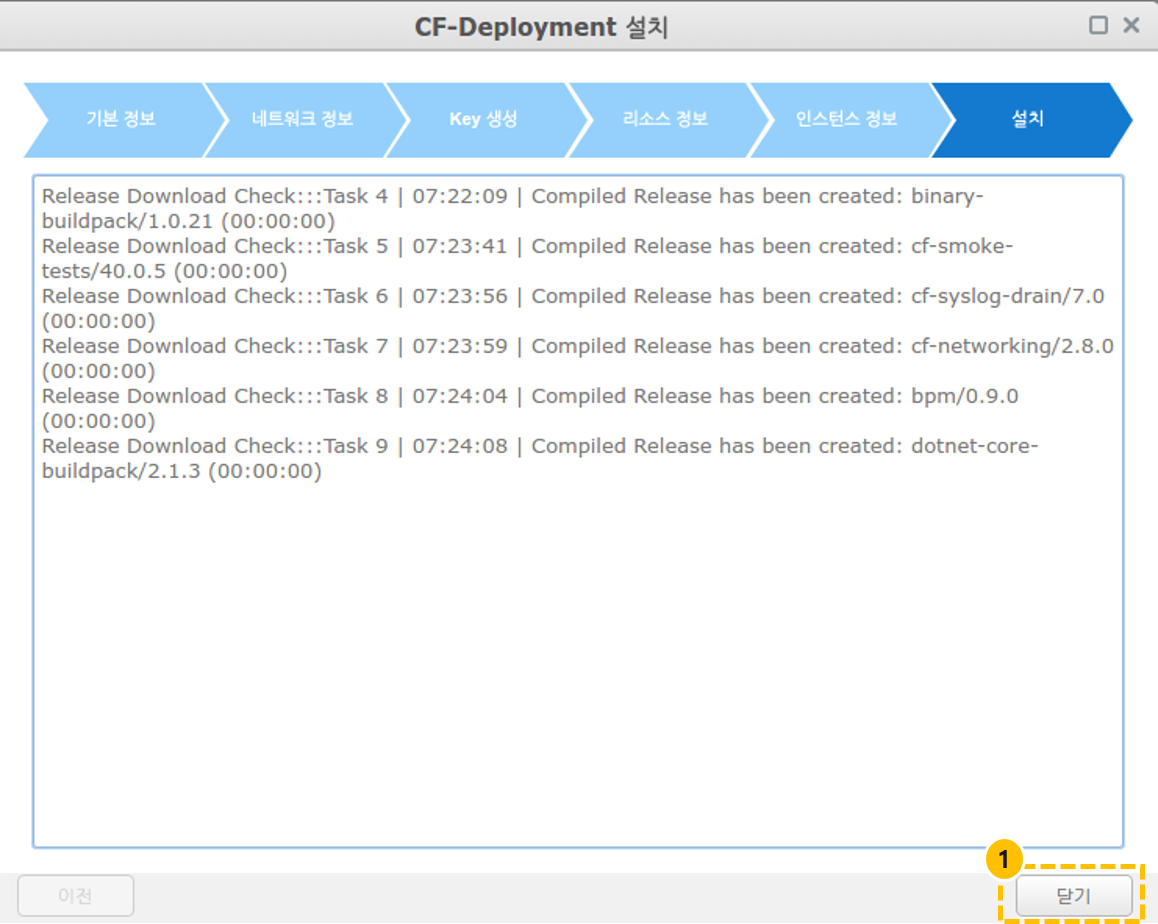 CF-Deployment 설치
기본 정보
네트워크 정보
Key 생성
리소스 정보
인스턴스 정보
설치
Release Download Check:::Task 4 | 07:22:09 | Compiled Release has been created: binary-
buildpack/1.0.21 (00:00:00)
Release Download Check:::Task 5 | 07:23:41 | Compiled Release has been created: cf-smoke-
tests/40.0.5 (00:00:00)
Release Download Check:::Task 6 | 07:23:56 | Compiled Release has been created: cf-syslog-drain/7.0
(00:00:00)
Release Download Check:::Task 7 | 07:23:59 | Compiled Release has been created: cf-networking/2.8.0
(00:00:00)
Release Download Check:::Task 8 | 07:24:04 | Compiled Release has been created: bpm/0.9.0
(00:00:00)
Release Download Check:::Task 9 | 07:24:08 | Compiled Release has been created: dotnet-core-
buildpack/2.1.3 (00:00:00)
1
이전
닫기